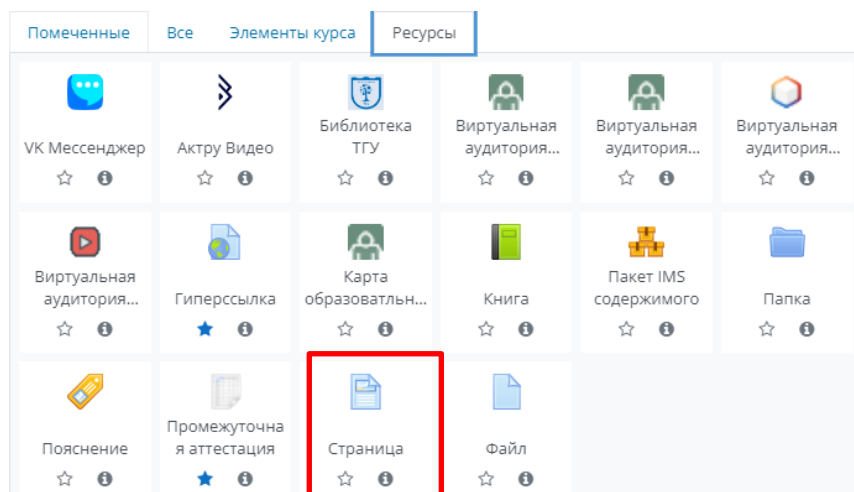 Помеченные Все Элементы курса Ресурсы
VK Мессенджер
Актру Видео
Библиотека
ТГУ
Виртуальная
аудитория...
Виртуальная
аудитория...
Виртуальная
аудитория...
Виртуальная
аудитория...
Гиперссылка
Карта
образоватльн...
Книга
Пакет IMS
содержимого
Папка
Пояснение
Промежуточна
я аттестация
Страница
Файл